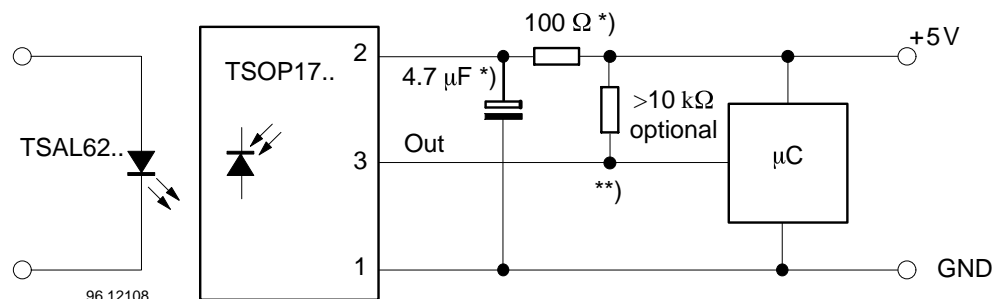 100 Ω *)
+5V
2
TSOP17..
4.7 μF *)
>10 kΩ
optional
TSAL62..
Out
3
μC
**)
1
GND
96 12108